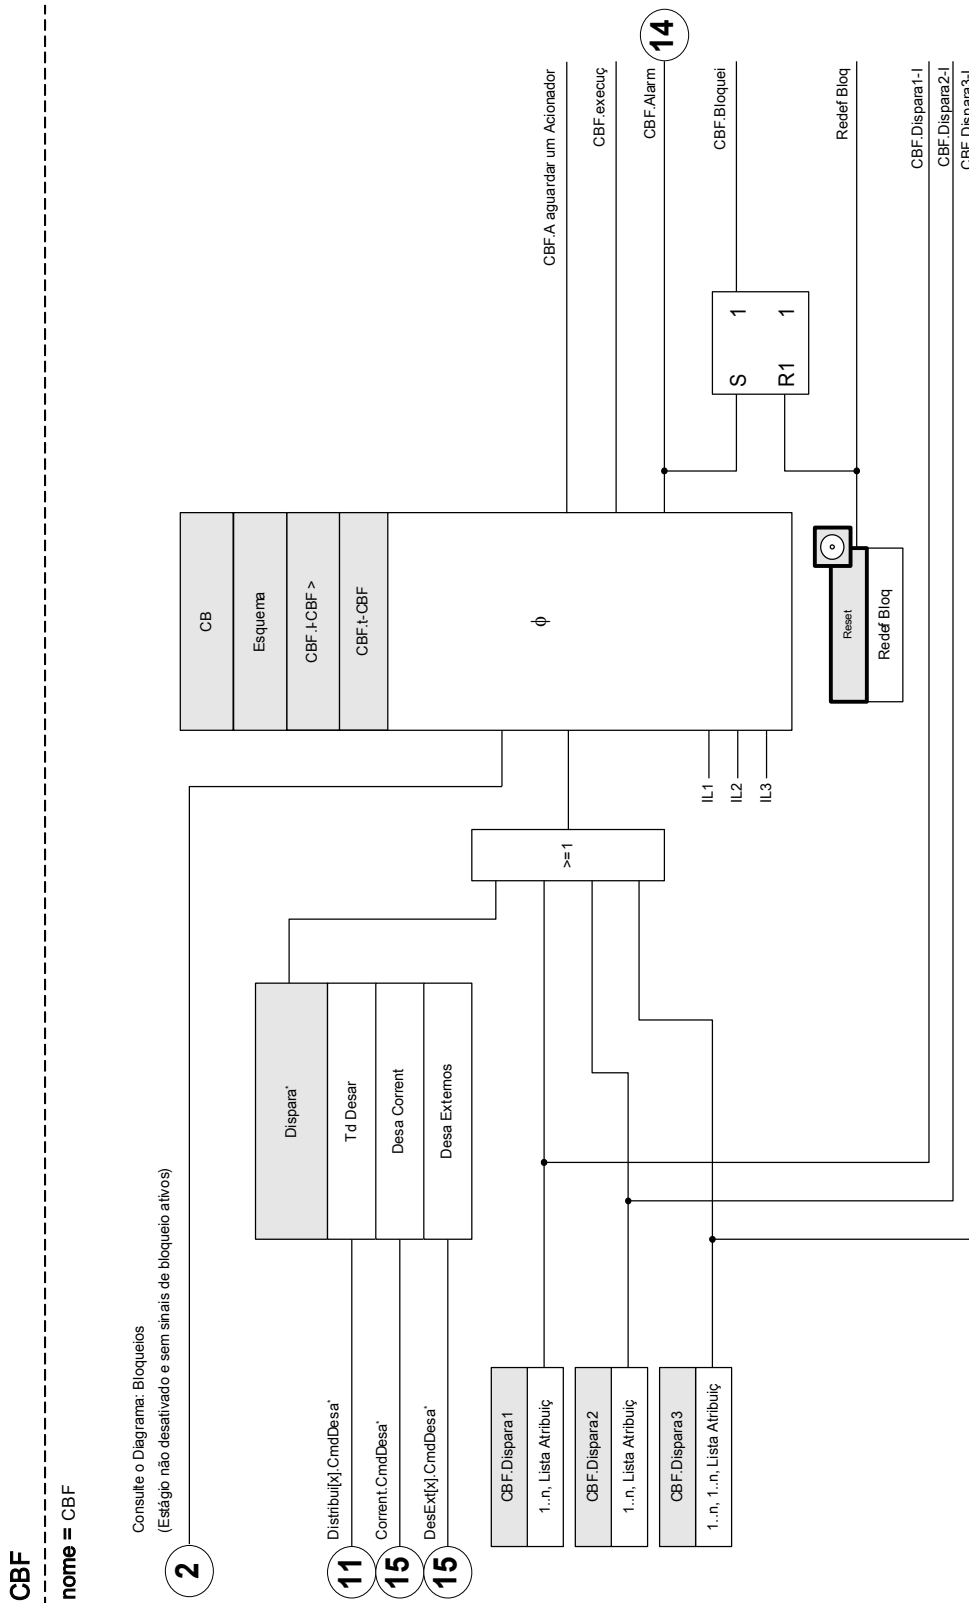 CBF
nome = CBF
Consulte o Diagrama: Bloqueios
(Estágio não desativado e sem sinais de bloqueio ativos)
2
Distribui[x].CmdDesa*
11
Corrent.CmdDesa*
15
DesExt[x].CmdDesa*
15
Dispara*
Td Desar
Desa Corrent
Desa Externos
CBF.Dispara1
1..n, Lista Atribuiç
CBF.Dispara2
1..n, Lista Atribuiç
CBF.Dispara3
1..n, 1..n, Lista Atribuiç
>=1
IL1
IL2
IL3
CB
Esquema
CBF.I-CBF >
CBF.t-CBF
φ
Reset
Redef Bloq
S 1
R1 1
CBF.A aguardar um Acionador
CBF.execuç
CBF.Alarm
14
CBF.Bloquei
Redef Bloq
CBF.Dispara1-I
CBF.Dispara2-I
CBF.Dispara3-I